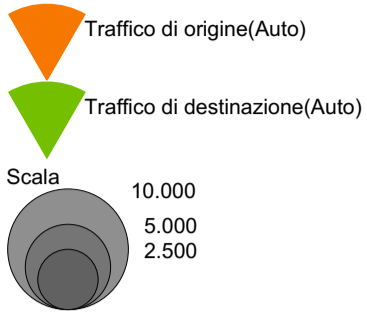 Traffico di origine(Auto)
Traffico di destinazione(Auto)
Scala
10.000
5.000
2.500